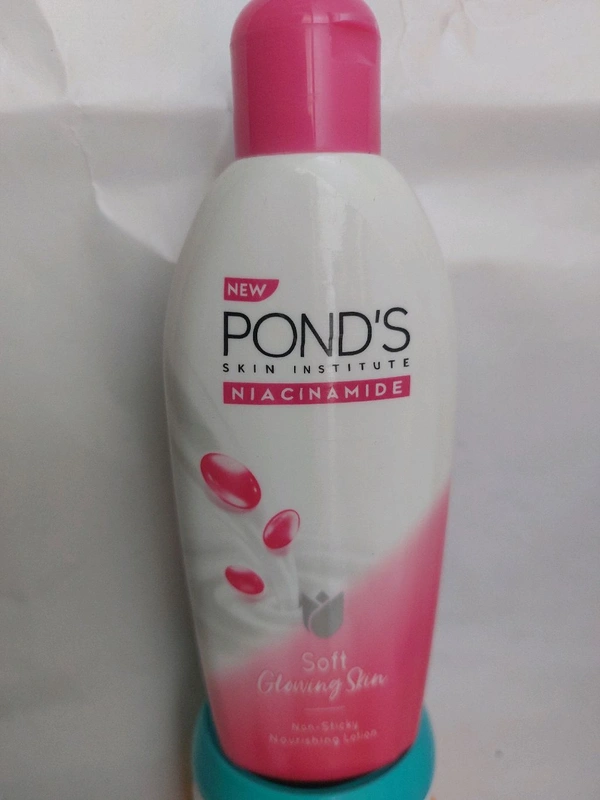 NEW
POND'S
SKIN INSTITUTE
NIACINAMIDE
Soft
Glowing Skin
Non-Sticky
Nourishing Lotion